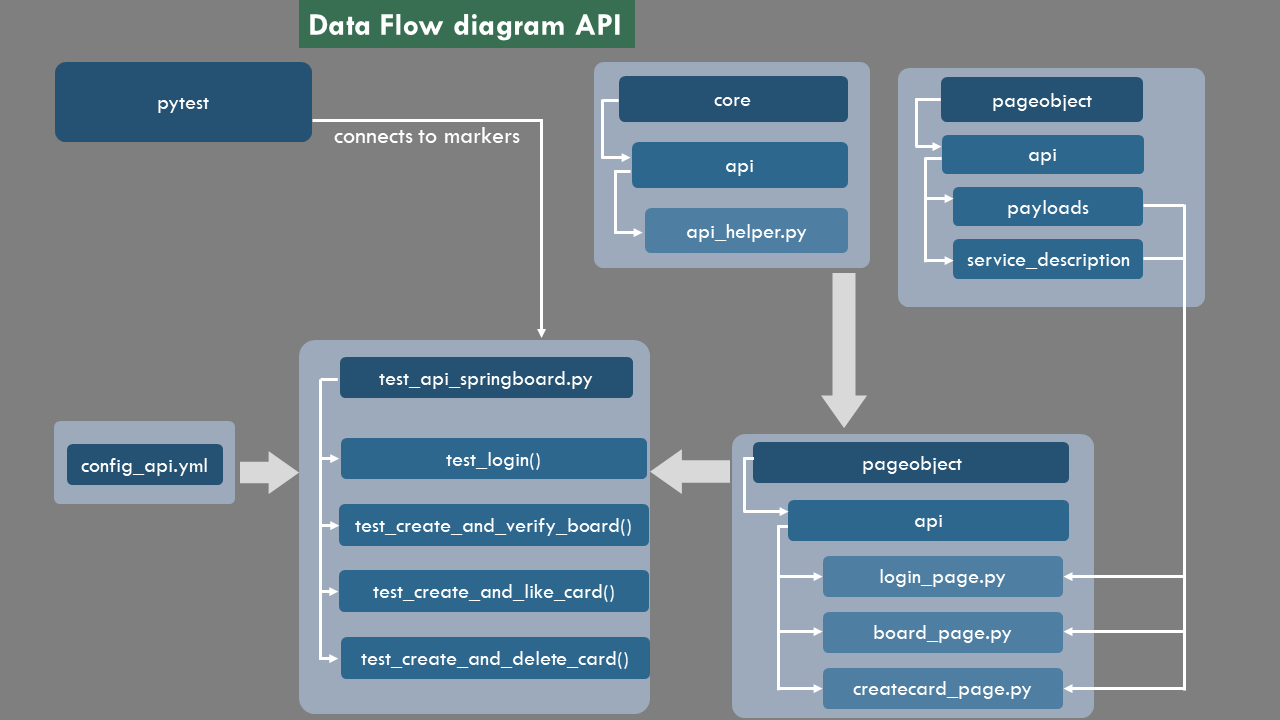 Data Flow diagram API
pytest
connects to markers
core
api
api_helper.py
pageobject
api
payloads
service_description
config_api.yml
test_api_springboard.py
test_login()
test_create_and_verify_board()
test_create_and_like_card()
test_create_and_delete_card()
pageobject
api
login_page.py
board_page.py
createcard_page.py